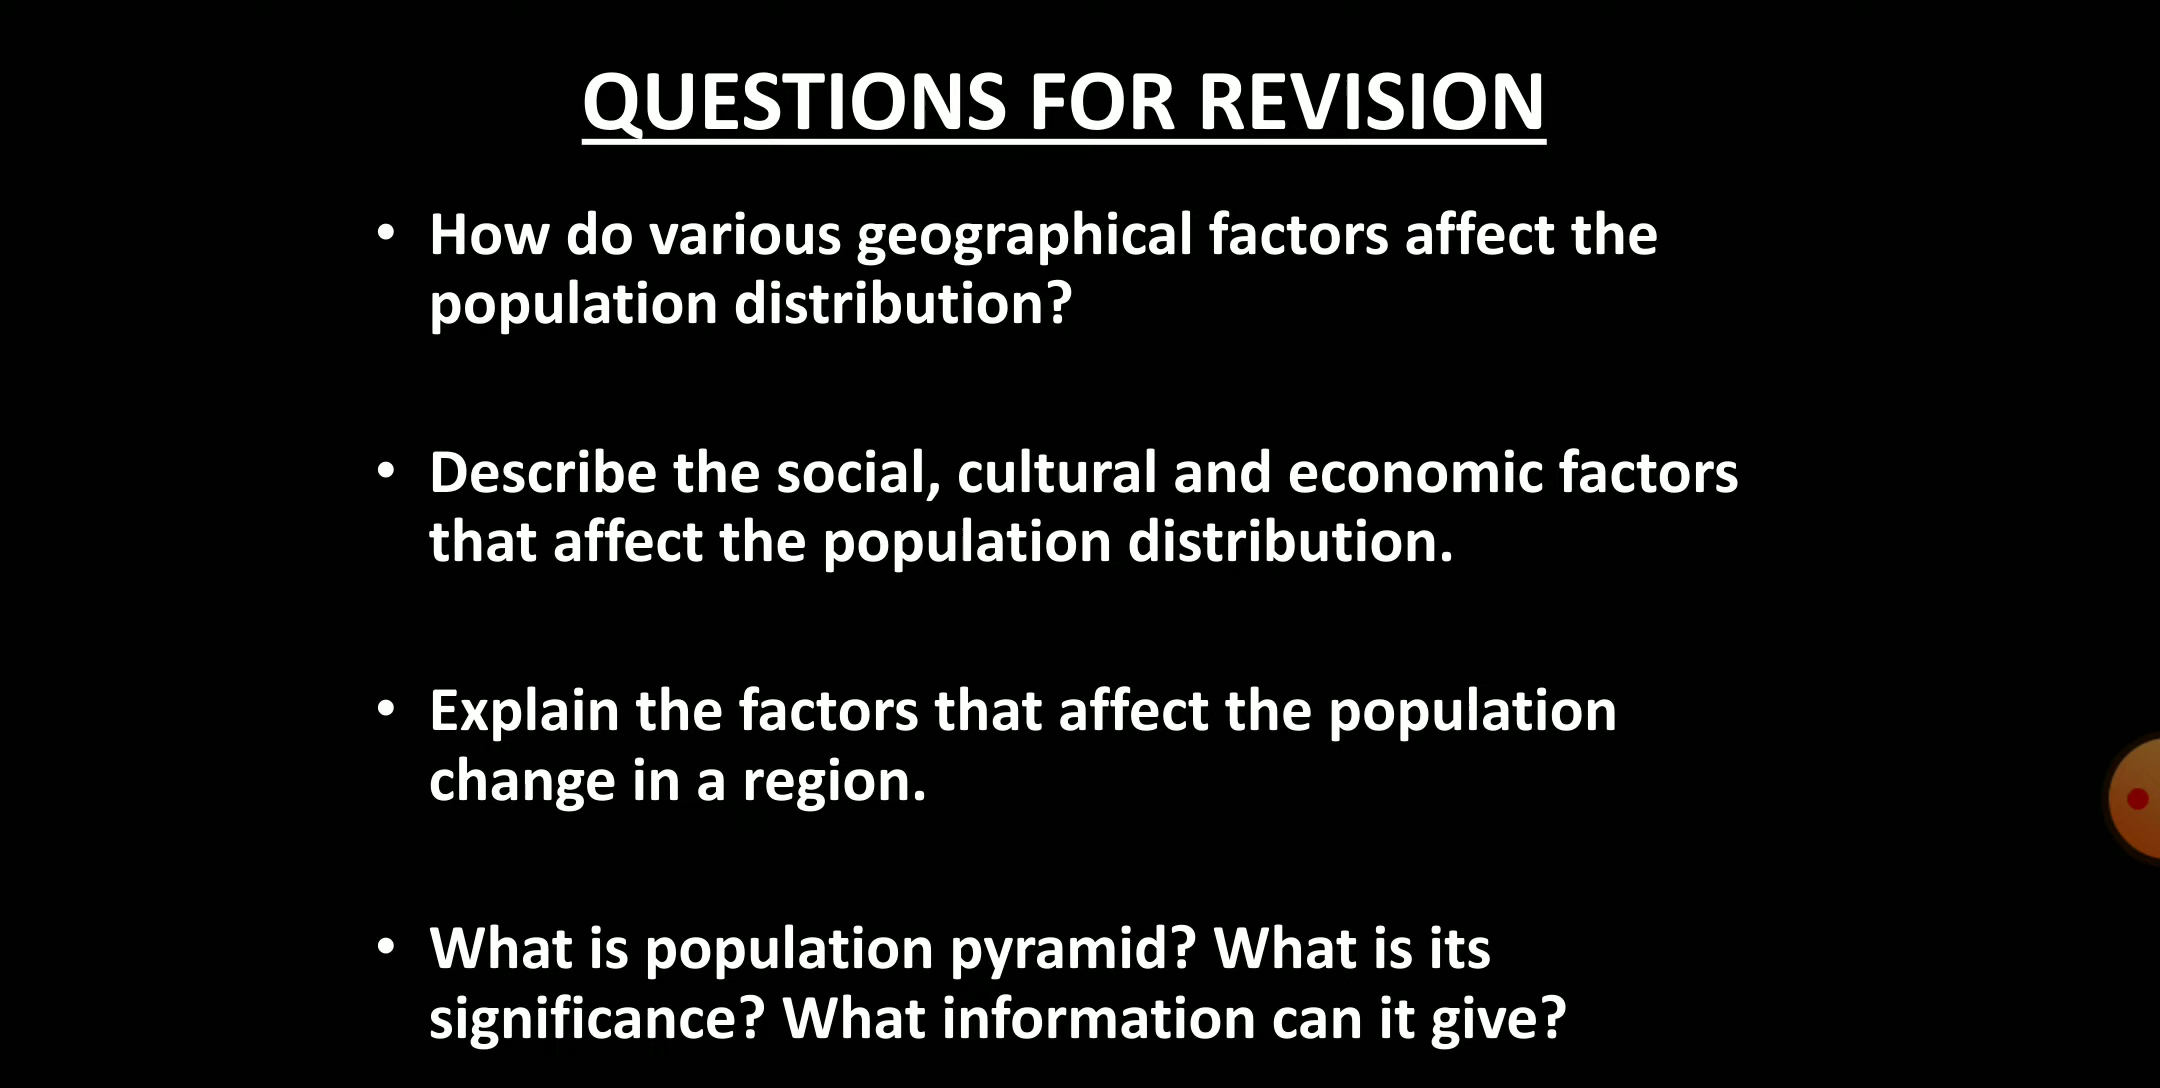 QUESTIONS FOR REVISION
• How do various geographical factors affect the
population distribution?
• Describe the social, cultural and economic factors
that affect the population distribution.
• Explain the factors that affect the population
change in a region.
• What is population pyramid? What is its
significance? What information can it give?